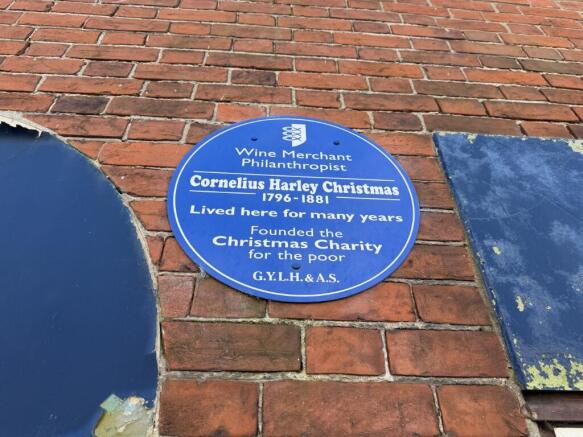 Wine Merchant
Philanthropist
Cornelius Harley Christmas
1796-1881
Lived here for many years
Founded the
Christmas Charity
for the poor
G.Y.L.H. & A.S.